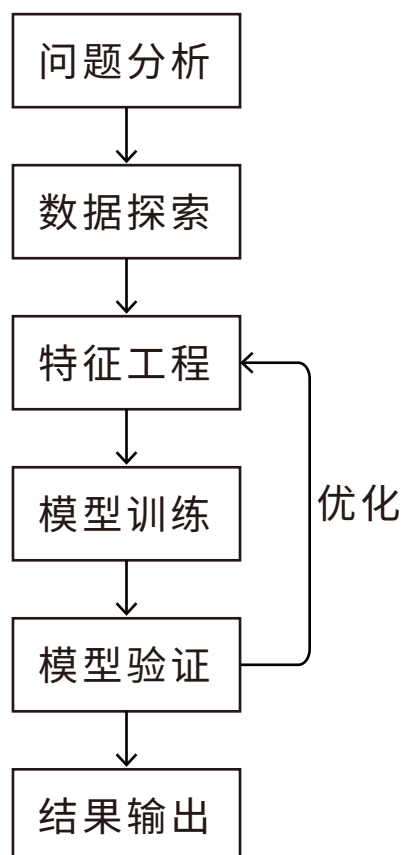 问题分析
数据探索
特征工程
模型训练
优化
模型验证
结果输出